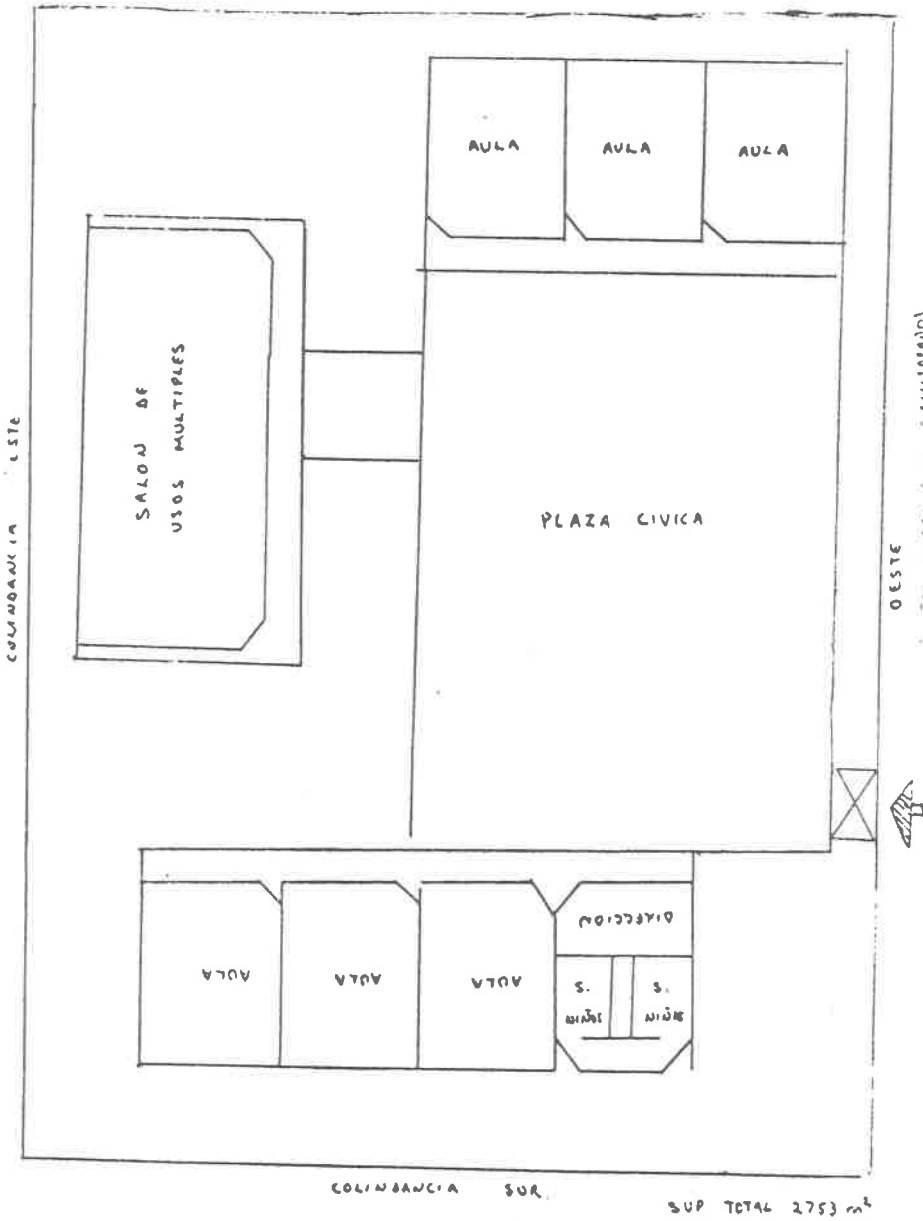 AULA
AULA
AULA
SALON DE
USOS MULTIPLES
COLINDANCIA ESTE
PLAZA CIVICA
OESTE
DIRECCION
AULA
AULA
AULA
S.
NIÑOS
S.
COLINDANCIA SUR
SUP TOTAL 2753 m²